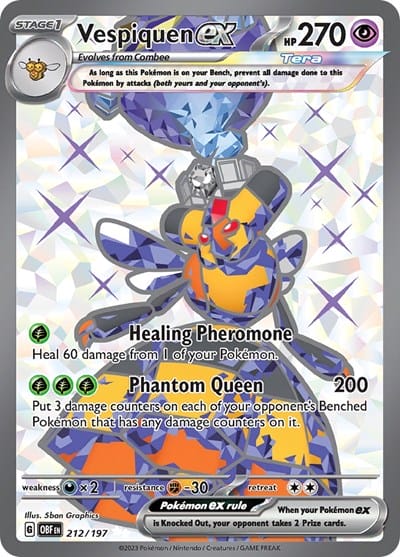 STAGE 1
Vespiquen ex
HP 270
Evolves from Combee
Tera
As long as this Pokémon is on your Bench, prevent all damage done to this
Pokémon by attacks (both yours and your opponent's).
Healing Pheromone
Heal 60 damage from 1 of your Pokémon.
Phantom Queen 200
Put 3 damage counters on each of your opponent's Benched
Pokémon that has any damage counters on it.
weakness ×2 resistance -30 retreat
Illus. 5ban Graphics
Pokémon ex rule
When your Pokémon ex
is Knocked Out, your opponent takes 2 Prize cards.
G OBF EN 212/197
©2023 Pokémon / Nintendo / Creatures / GAME FREAK